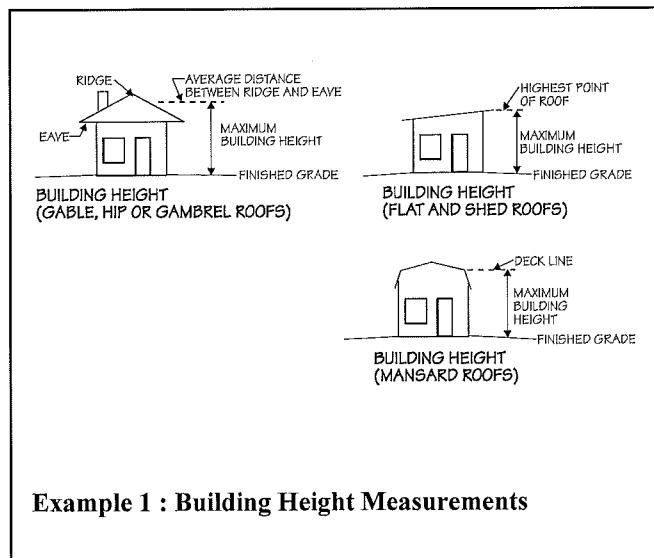 RIDGE
AVERAGE DISTANCE
BETWEEN RIDGE AND EAVE
EAVE
MAXIMUM
BUILDING HEIGHT
FINISHED GRADE
BUILDING HEIGHT
(GABLE, HIP OR GAMBREL ROOFS)
HIGHEST POINT
OF ROOF
MAXIMUM
BUILDING HEIGHT
FINISHED GRADE
BUILDING HEIGHT
(FLAT AND SHED ROOFS)
DECK LINE
MAXIMUM
BUILDING
HEIGHT
FINISHED GRADE
BUILDING HEIGHT
(MANSARD ROOFS)
Example 1 : Building Height Measurements